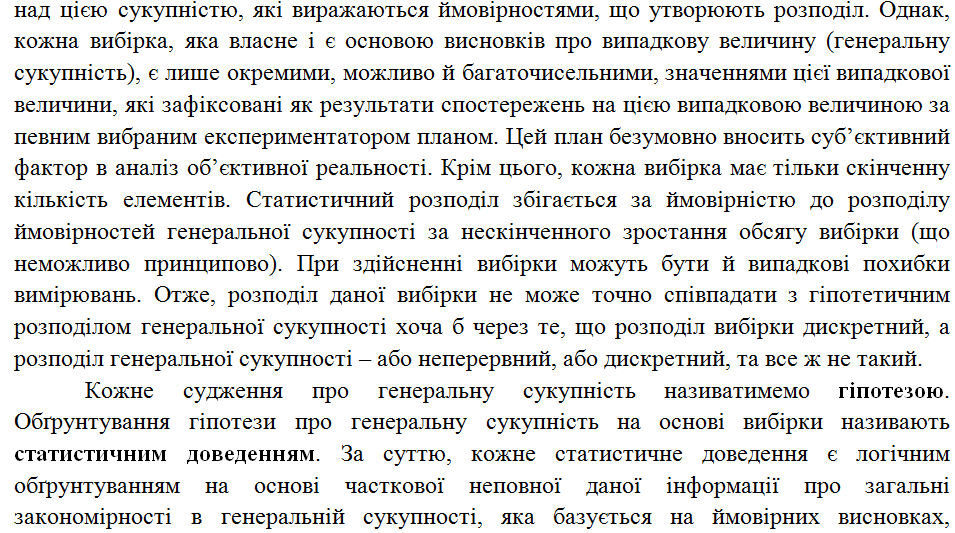 над цією сукупністю, які виражаються ймовірностями, що утворюють розподіл. Однак,
кожна вибірка, яка власне і є основою висновків про випадкову величину (генеральну
сукупність), є лише окремими, можливо й багаточисельними, значеннями цієї випадкової
величини, які зафіксовані як результати спостережень на цією випадковою величиною за
певним вибраним експериментатором планом. Цей план безумовно вносить суб’єктивний
фактор в аналіз об’єктивної реальності. Крім цього, кожна вибірка має тільки скінченну
кількість елементів. Статистичний розподіл збігається за ймовірністю до розподілу
ймовірностей генеральної сукупності за нескінченного зростання обсягу вибірки (що
неможливо принципово). При здійсненні вибірки можуть бути й випадкові похибки
вимірювань. Отже, розподіл даної вибірки не може точно співпадати з гіпотетичним
розподілом генеральної сукупності хоча б через те, що розподіл вибірки дискретний, а
розподіл генеральної сукупності – або неперервний, або дискретний, та все ж не такий.
Кожне судження про генеральну сукупність називатимемо гіпотезою.
Обґрунтування гіпотези про генеральну сукупність на основі вибірки називають
статистичним доведенням. За суттю, кожне статистичне доведення є логічним
обґрунтуванням на основі часткової неповної даної інформації про загальні
закономірності в генеральній сукупності, яка базується на ймовірних висновках,